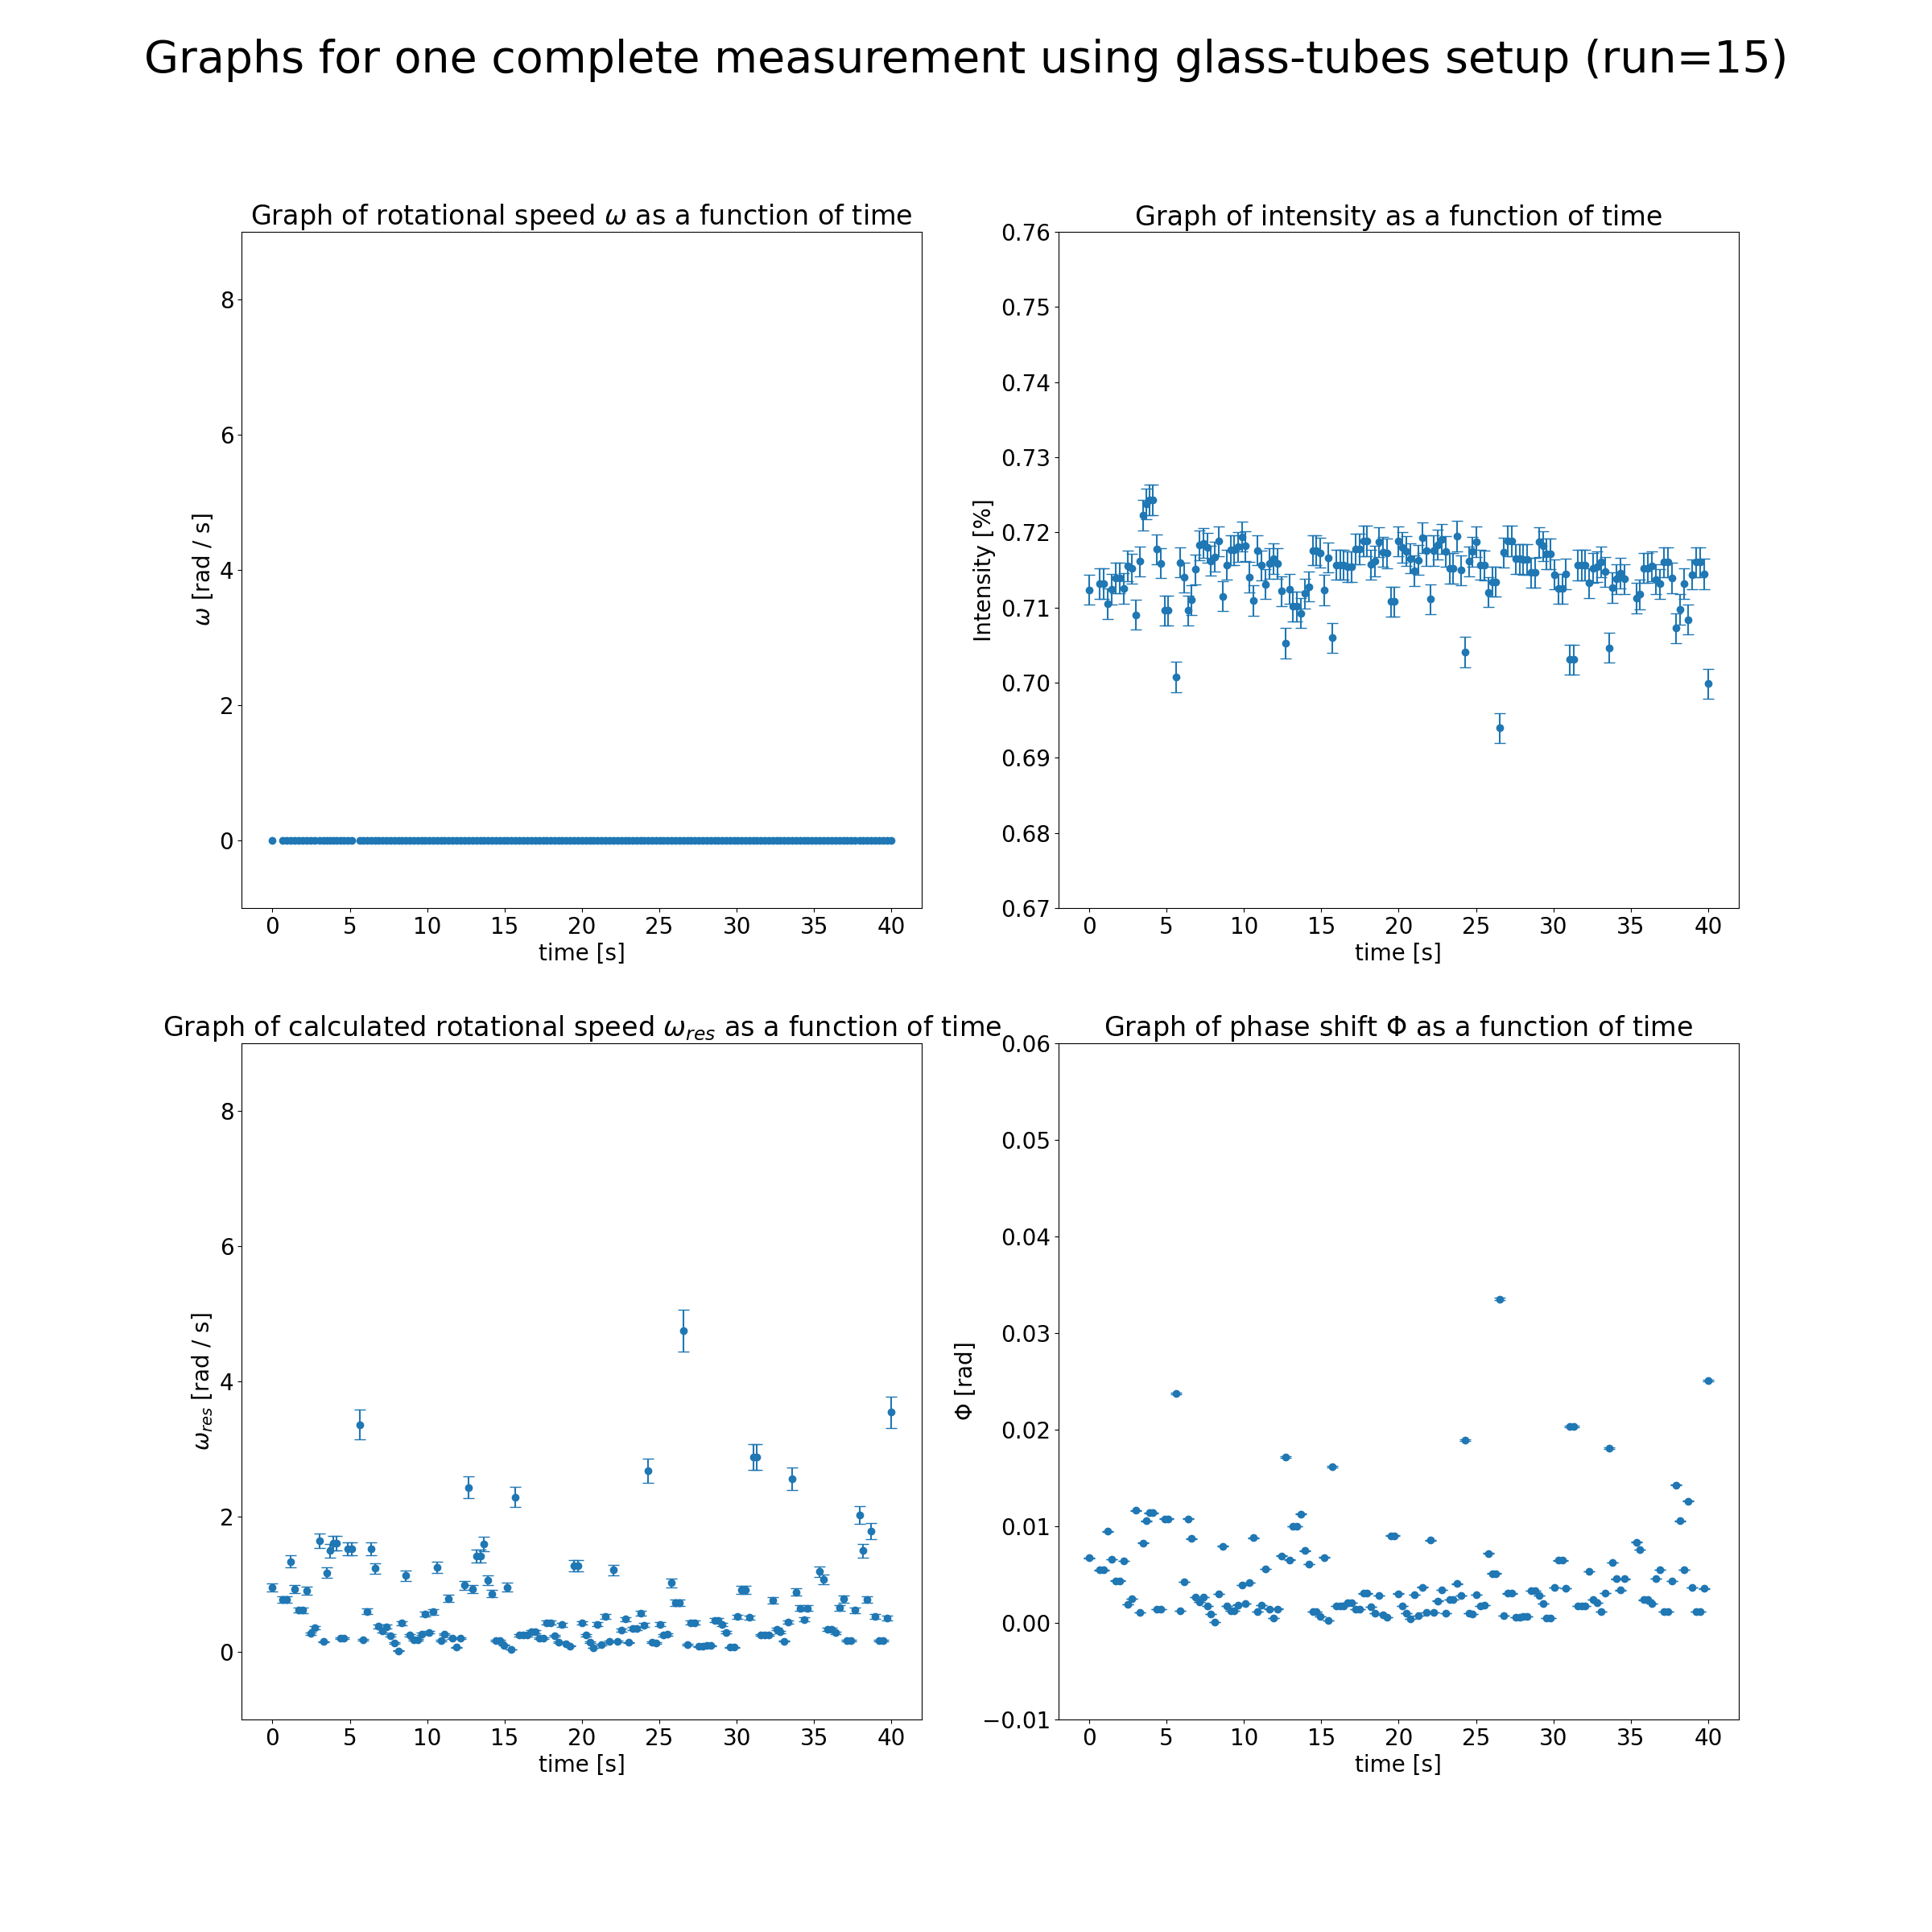 Graphs for one complete measurement using glass-tubes setup (run=15)
Graph of rotational speed ω as a function of time
8
6
4
2
0
ω [rad / s]
0 5 10 15 20 25 30 35 40
time [s]
Graph of intensity as a function of time
0.76
0.75
0.74
0.73
0.72
0.71
0.70
0.69
0.68
0.67
Intensity [%]
0 5 10 15 20 25 30 35 40
time [s]
Graph of calculated rotational speed ω_res as a function of time
8
6
4
2
0
ω_res [rad / s]
0 5 10 15 20 25 30 35 40
time [s]
Graph of phase shift Φ as a function of time
0.06
0.05
0.04
0.03
0.02
0.01
0.00
−0.01
Φ [rad]
0 5 10 15 20 25 30 35 40
time [s]